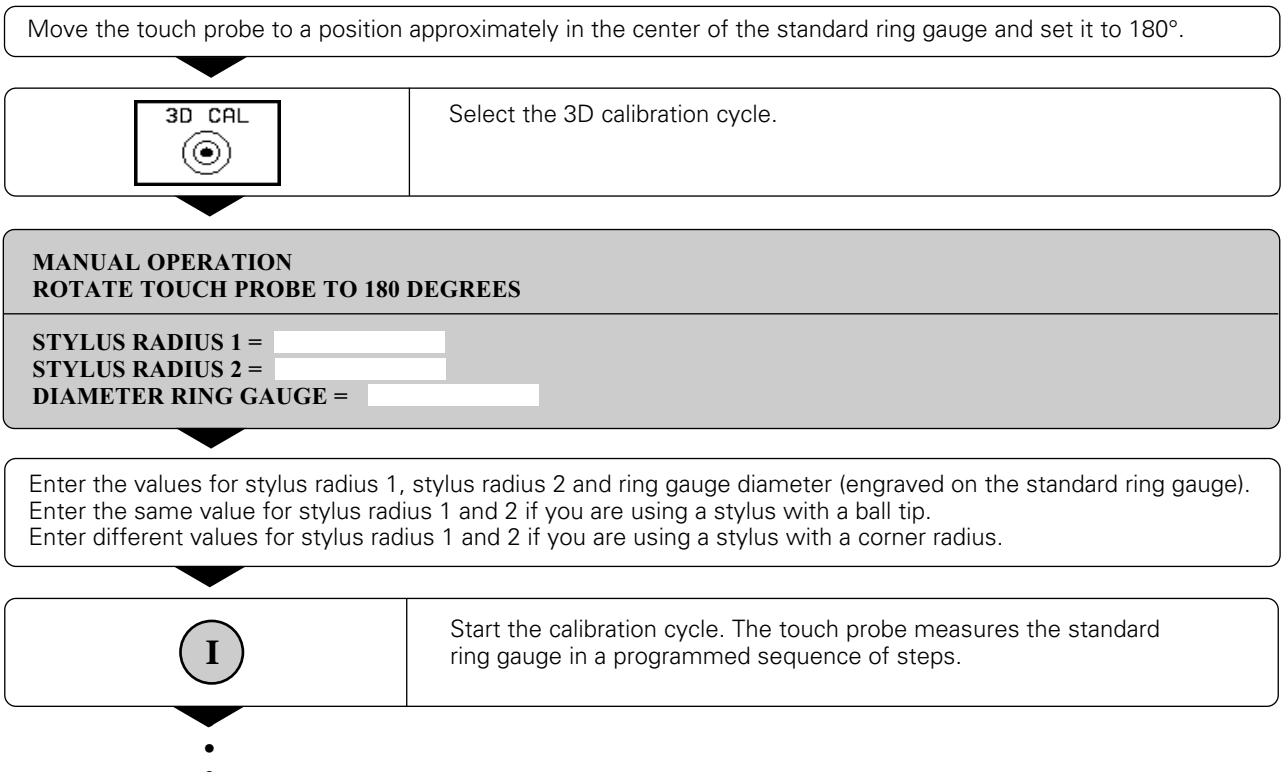 Move the touch probe to a position approximately in the center of the standard ring gauge and set it to 180°.
3D CAL
Select the 3D calibration cycle.
MANUAL OPERATION
ROTATE TOUCH PROBE TO 180 DEGREES
STYLUS RADIUS 1 =
STYLUS RADIUS 2 =
DIAMETER RING GAUGE =
Enter the values for stylus radius 1, stylus radius 2 and ring gauge diameter (engraved on the standard ring gauge).
Enter the same value for stylus radius 1 and 2 if you are using a stylus with a ball tip.
Enter different values for stylus radius 1 and 2 if you are using a stylus with a corner radius.
I
Start the calibration cycle. The touch probe measures the standard
ring gauge in a programmed sequence of steps.